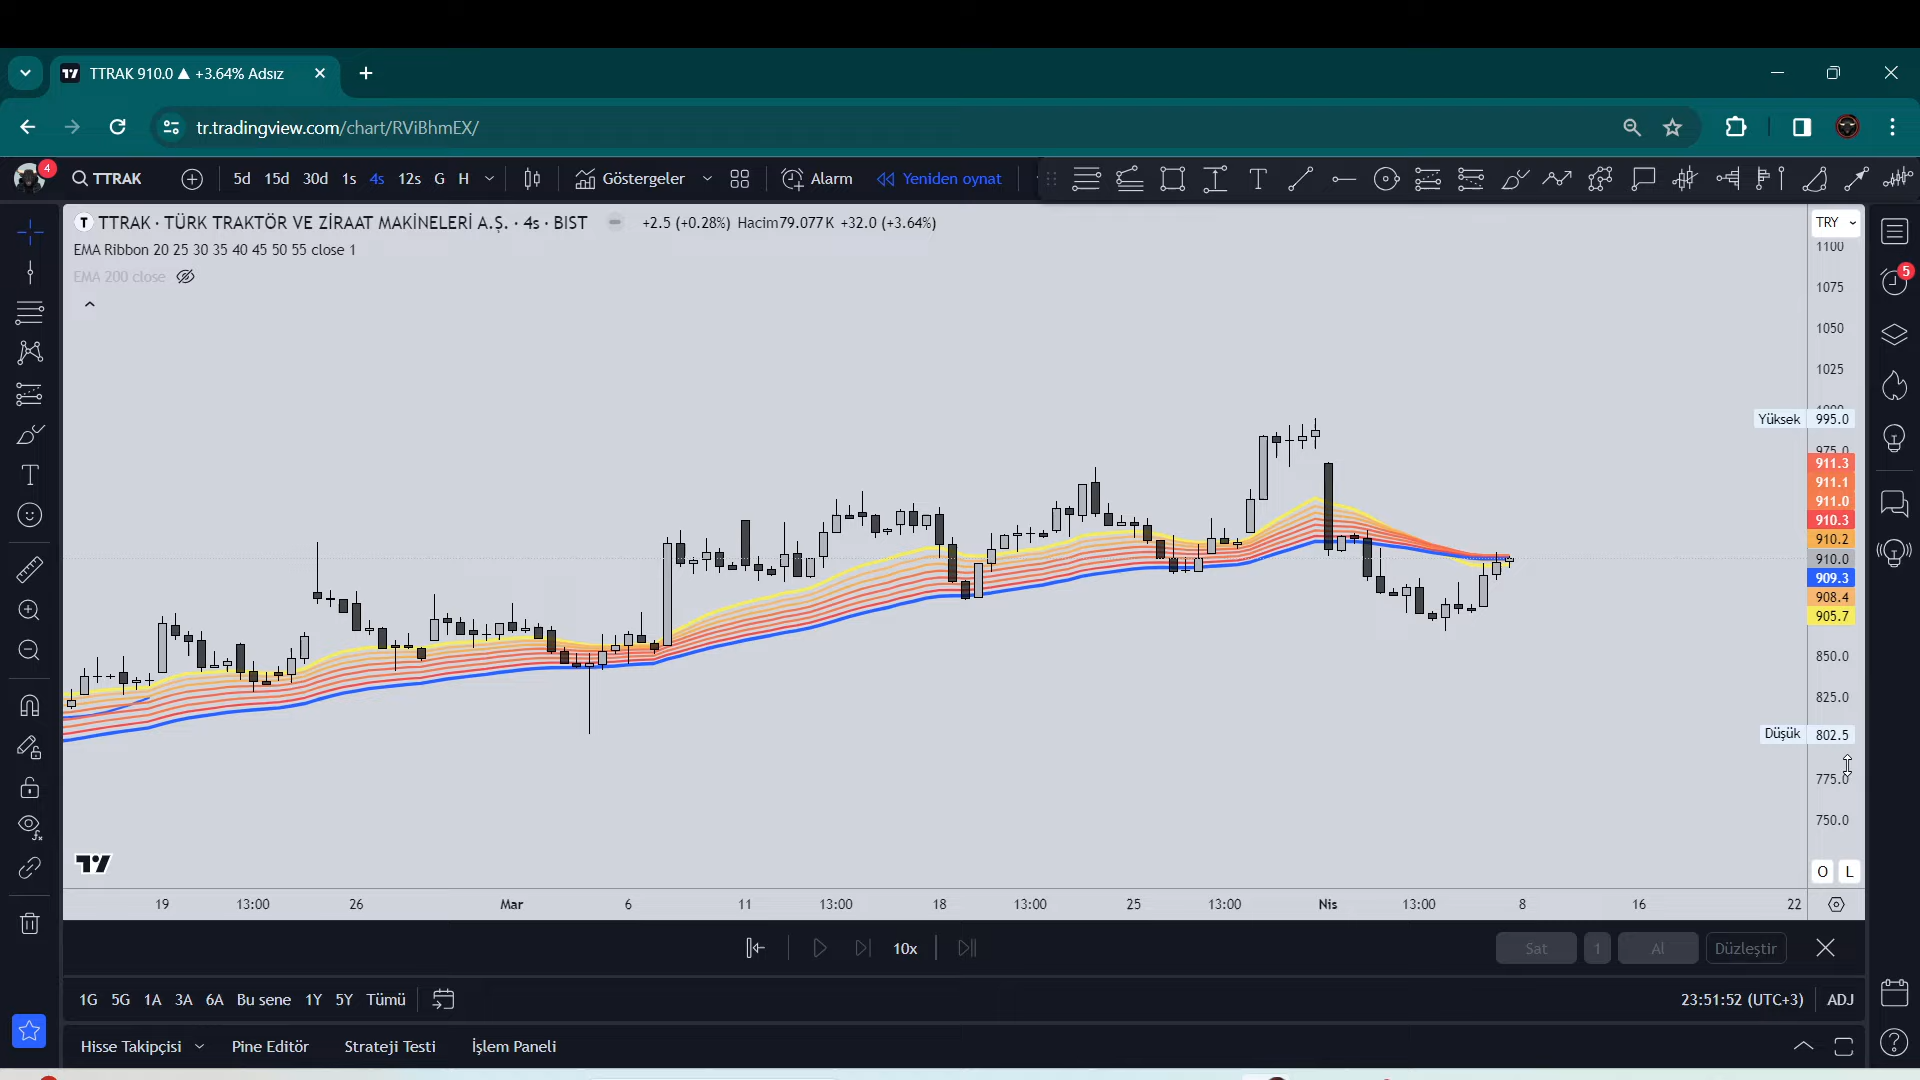 TTRAK 910.0 ▲ +3.64% Adsız
tr.tradingview.com/chart/RViBhmEX/
4
TTRAK
5d 15d 30d 1s 4s 12s G H
Göstergeler
Alarm
Yeniden oynat
T
T TTRAK · TÜRK TRAKTÖR VE ZİRAAT MAKİNELERİ A.Ş. · 4s · BIST
+2.5 (+0.28%) Hacim79.077K +32.0 (+3.64%)
EMA Ribbon 20 25 30 35 40 45 50 55 close 1
EMA 200 close
TRY
1100
5
1075
1050
1025
1000
Yüksek 995.0
975.0
911.3
911.1
911.0
910.3
910.2
910.0
909.3
908.4
905.7
850.0
825.0
Düşük 802.5
775.0
750.0
O L
19 13:00 26 Mar 6 11 13:00 18 13:00 25 13:00 Nis 13:00 8 16 22
10x
Sat 1 Al Düzleştir
1G 5G 1A 3A 6A Bu sene 1Y 5Y Tümü
23:51:52 (UTC+3) ADJ
Hisse Takipçisi Pine Editör Strateji Testi İşlem Paneli